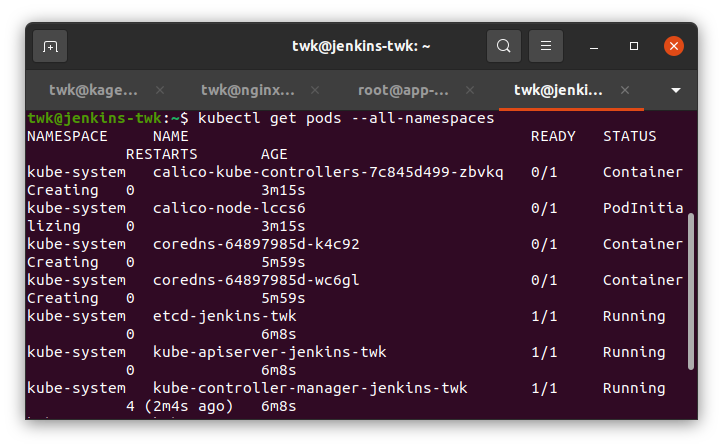 twk@jenkins-twk: ~
twk@kage... twk@nginx... root@app-... twk@jenki...
twk@jenkins-twk:~$ kubectl get pods --all-namespaces
NAMESPACE     NAME                                       READY   STATUS
           RESTARTS       AGE
kube-system   calico-kube-controllers-7c845d499-zbvkq   0/1     Container
Creating   0              3m15s
kube-system   calico-node-lccs6                          0/1     PodInitia
lizing     0              3m15s
kube-system   coredns-64897985d-k4c92                    0/1     Container
Creating   0              5m59s
kube-system   coredns-64897985d-wc6gl                    0/1     Container
Creating   0              5m59s
kube-system   etcd-jenkins-twk                           1/1     Running
           0              6m8s
kube-system   kube-apiserver-jenkins-twk                 1/1     Running
           0              6m8s
kube-system   kube-controller-manager-jenkins-twk        1/1     Running
           4 (2m4s ago)   6m8s